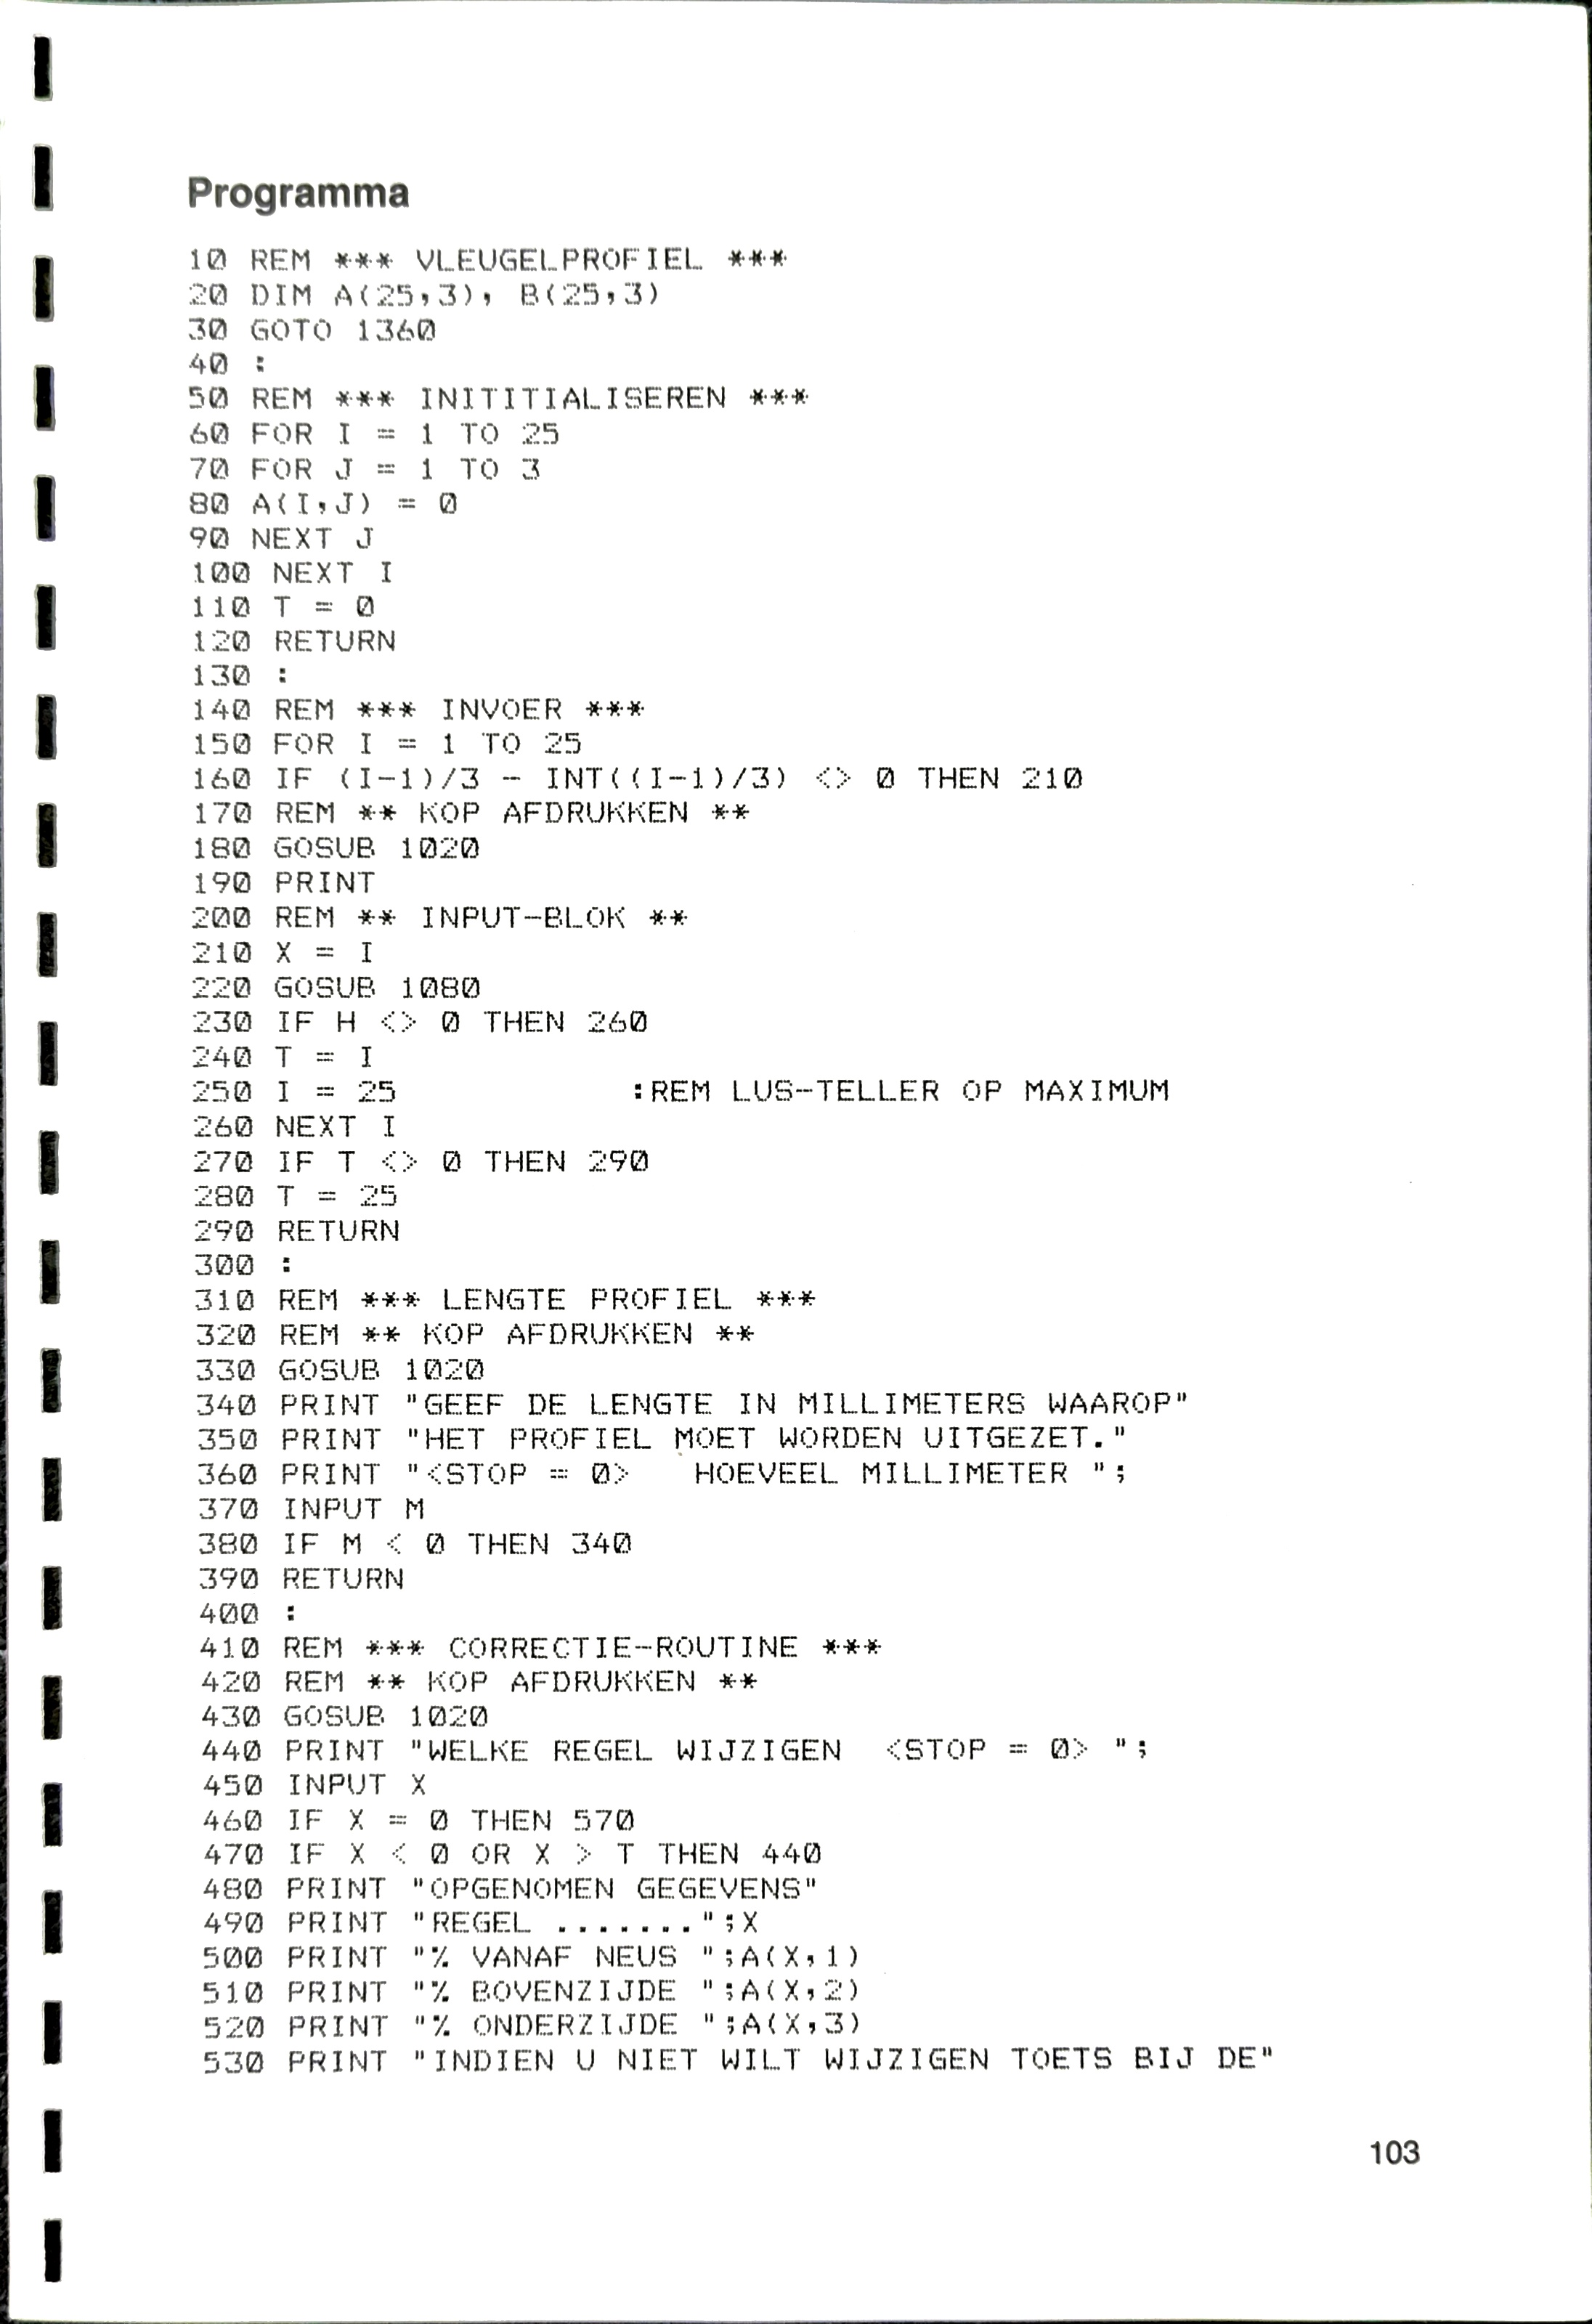 Programma
10 REM *** VLEUGELPROFIEL ***
20 DIM A(25,3), B(25,3)
30 GOTO 1360
40 :
50 REM *** INITITIALISEREN ***
60 FOR I = 1 TO 25
70 FOR J = 1 TO 3
80 A(I,J) = 0
90 NEXT J
100 NEXT I
110 T = 0
120 RETURN
130 :
140 REM *** INVOER ***
150 FOR I = 1 TO 25
160 IF (I-1)/3 - INT((I-1)/3) <> 0 THEN 210
170 REM ** KOP AFDRUKKEN **
180 GOSUB 1020
190 PRINT
200 REM ** INPUT-BLOK **
210 X = I
220 GOSUB 1080
230 IF H <> 0 THEN 260
240 T = I
250 I = 25 :REM LUS-TELLER OP MAXIMUM
260 NEXT I
270 IF T <> 0 THEN 290
280 T = 25
290 RETURN
300 :
310 REM *** LENGTE PROFIEL ***
320 REM ** KOP AFDRUKKEN **
330 GOSUB 1020
340 PRINT "GEEF DE LENGTE IN MILLIMETERS WAAROP"
350 PRINT "HET PROFIEL MOET WORDEN UITGEZET."
360 PRINT "<STOP = 0>   HOEVEEL MILLIMETER ";
370 INPUT M
380 IF M < 0 THEN 340
390 RETURN
400 :
410 REM *** CORRECTIE-ROUTINE ***
420 REM ** KOP AFDRUKKEN **
430 GOSUB 1020
440 PRINT "WELKE REGEL WIJZIGEN  <STOP = 0> ";
450 INPUT X
460 IF X = 0 THEN 570
470 IF X < 0 OR X > T THEN 440
480 PRINT "OPGENOMEN GEGEVENS"
490 PRINT "REGEL .......";X
500 PRINT "% VANAF NEUS ";A(X,1)
510 PRINT "% BOVENZIJDE ";A(X,2)
520 PRINT "% ONDERZIJDE ";A(X,3)
530 PRINT "INDIEN U NIET WILT WIJZIGEN TOETS BIJ DE"
103